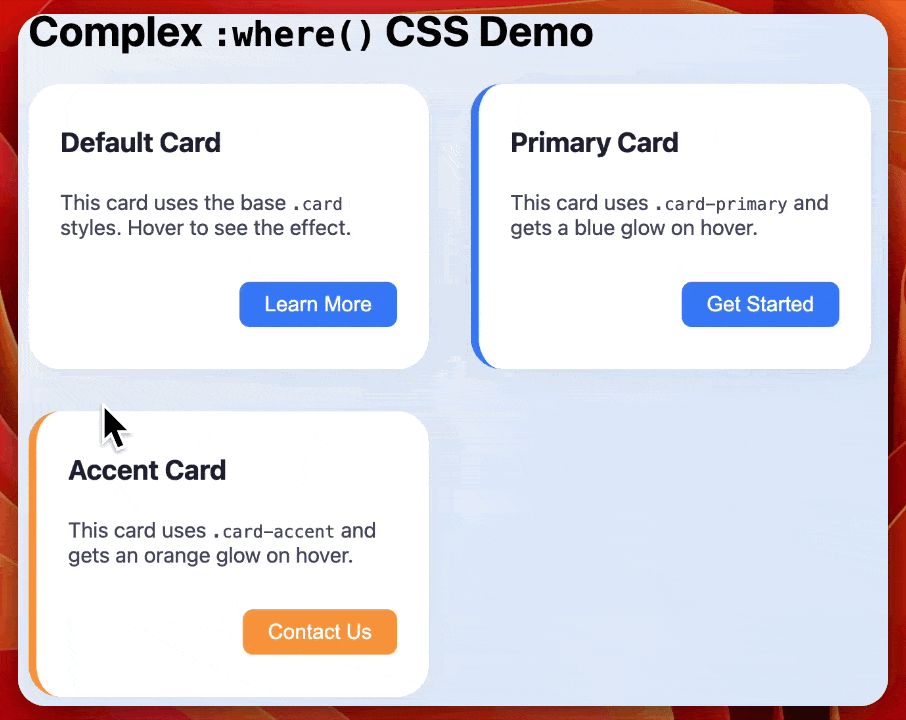 Complex :where() CSS Demo
Default Card
This card uses the base .card
styles. Hover to see the effect.
Learn More
Primary Card
This card uses .card-primary and
gets a blue glow on hover.
Get Started
Accent Card
This card uses .card-accent and
gets an orange glow on hover.
Contact Us